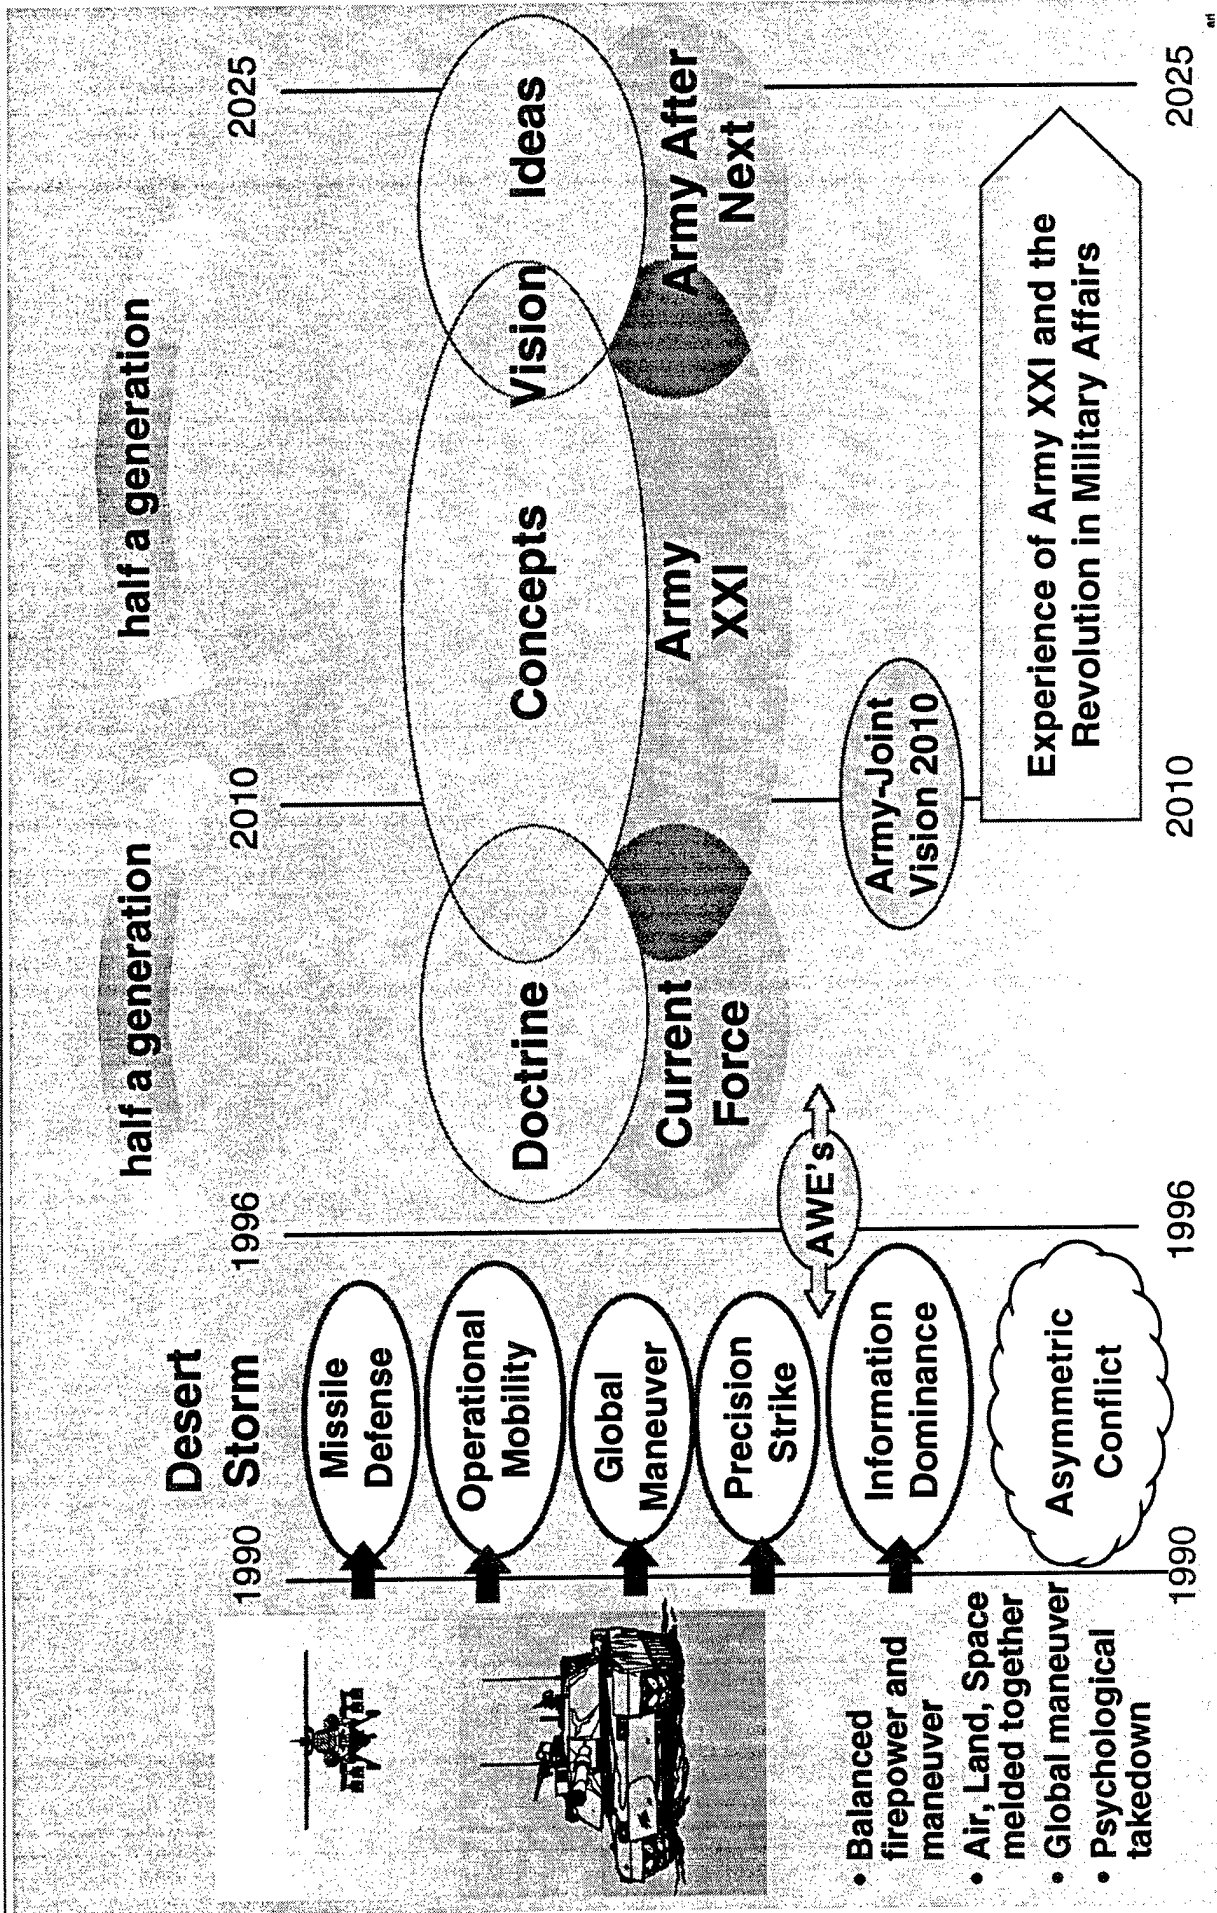 half a generation
half a generation
Desert
Storm
1990
1996
2010
2025
Missile
Defense
Operational
Mobility
Global
Maneuver
Precision
Strike
Information
Dominance
Asymmetric
Conflict
AWE's
Doctrine
Concepts
Vision
Ideas
Current
Force
Army
XXI
Army After
Next
Army-Joint
Vision 2010
Experience of Army XXI and the
Revolution in Military Affairs
• Balanced
firepower and
maneuver
• Air, Land, Space
melded together
• Global maneuver
• Psychological
takedown
1990
1996
2010
2025